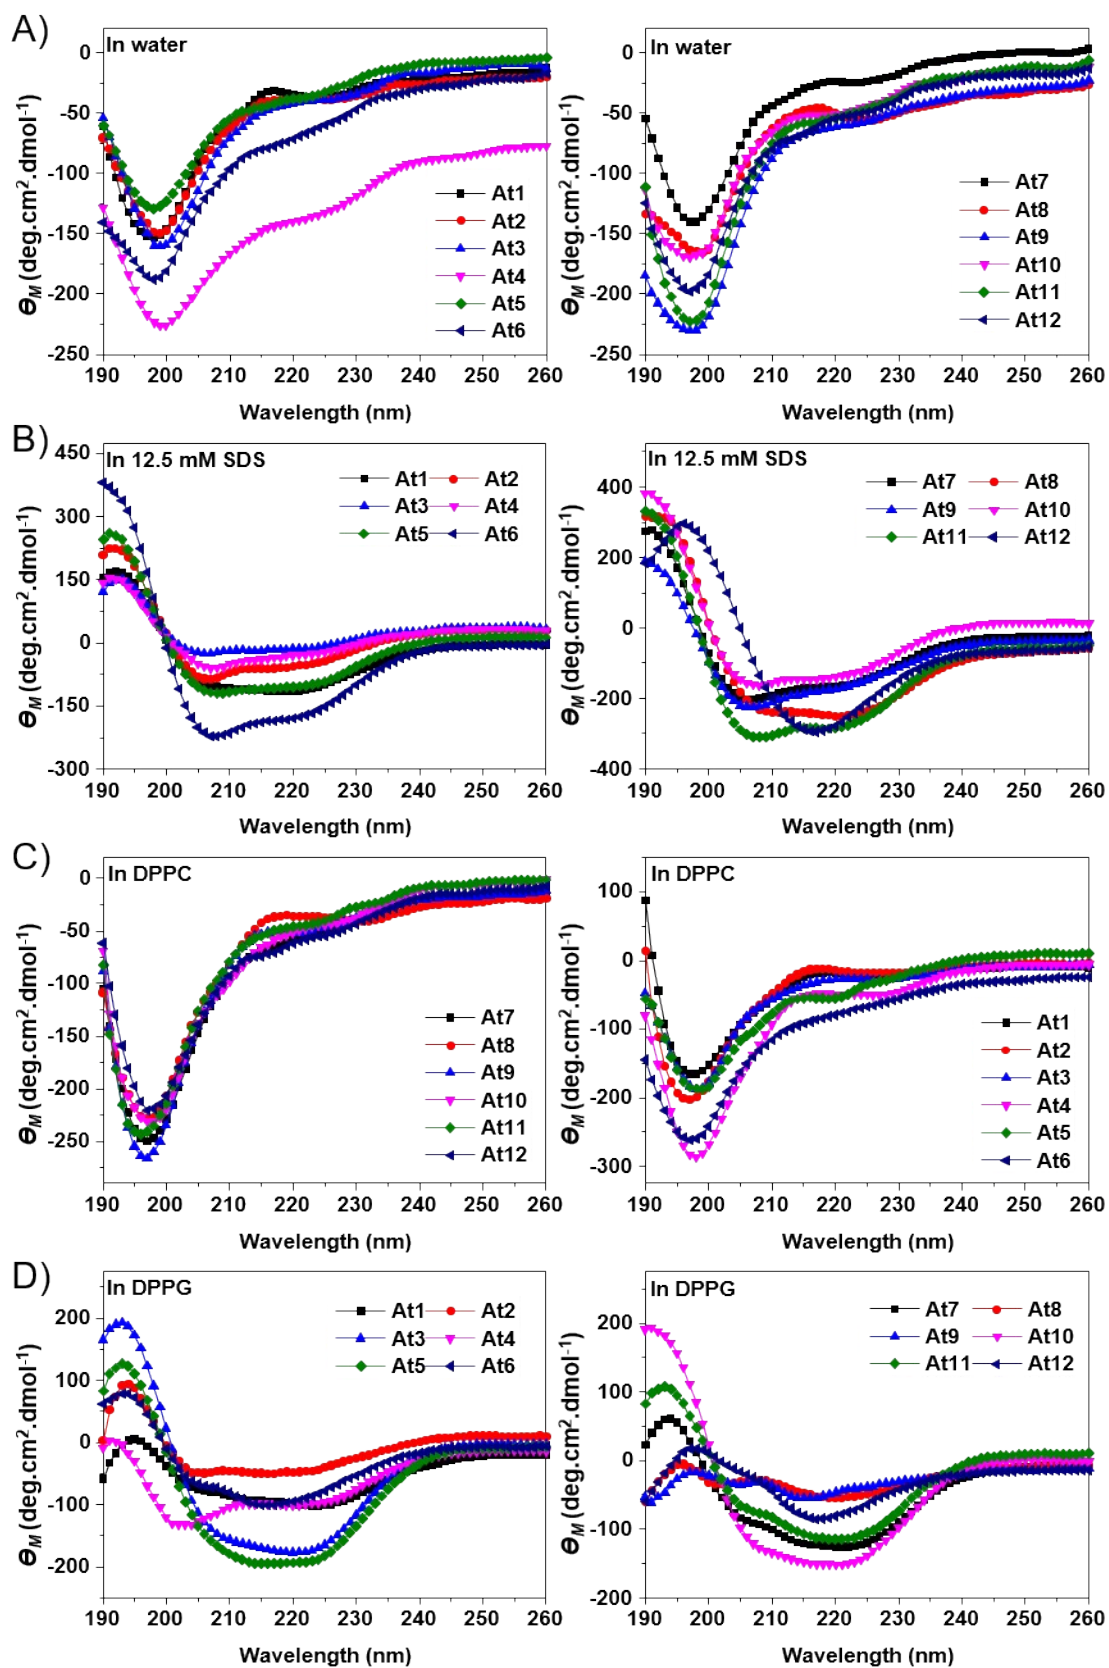 A)
In water
Θ_M (deg.cm².dmol⁻¹)
0
-50
-100
-150
-200
-250
At1
At2
At3
At4
At5
At6
190 200 210 220 230 240 250 260
Wavelength (nm)
In water
Θ_M (deg.cm².dmol⁻¹)
0
-50
-100
-150
-200
-250
At7
At8
At9
At10
At11
At12
190 200 210 220 230 240 250 260
Wavelength (nm)
B)
In 12.5 mM SDS
Θ_M (deg.cm².dmol⁻¹)
450
300
150
0
-150
-300
At1 At2
At3 At4
At5 At6
190 200 210 220 230 240 250 260
Wavelength (nm)
In 12.5 mM SDS
Θ_M (deg.cm².dmol⁻¹)
400
200
0
-200
-400
At7 At8
At9 At10
At11 At12
190 200 210 220 230 240 250 260
Wavelength (nm)
C)
In DPPC
Θ_M (deg.cm².dmol⁻¹)
0
-50
-100
-150
-200
-250
At7
At8
At9
At10
At11
At12
190 200 210 220 230 240 250 260
Wavelength (nm)
In DPPC
Θ_M (deg.cm².dmol⁻¹)
100
0
-100
-200
-300
At1
At2
At3
At4
At5
At6
190 200 210 220 230 240 250 260
Wavelength (nm)
D)
In DPPG
Θ_M (deg.cm².dmol⁻¹)
200
100
0
-100
-200
At1 At2
At3 At4
At5 At6
190 200 210 220 230 240 250 260
Wavelength (nm)
In DPPG
Θ_M (deg.cm².dmol⁻¹)
200
100
0
-100
-200
At7 At8
At9 At10
At11 At12
190 200 210 220 230 240 250 260
Wavelength (nm)